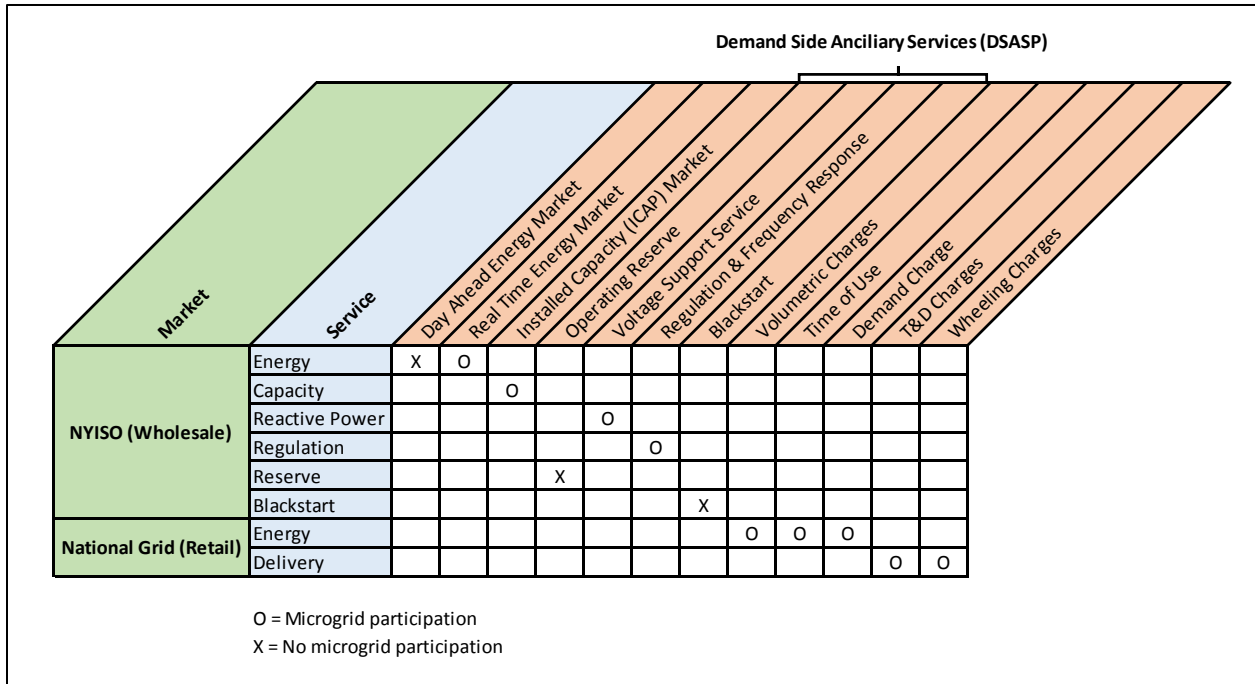 Demand Side Ancillary Services (DSASP)
Market
Service
Day Ahead Energy Market
Real Time Energy Market
Installed Capacity (ICAP) Market
Operating Reserve
Voltage Support Service
Regulation & Frequency Response
Blackstart
Volumetric Charges
Time of Use
Demand Charge
T&D Charges
Wheeling Charges
NYISO (Wholesale)
Energy X O
Capacity O
Reactive Power O
Regulation O
Reserve X
Blackstart X
National Grid (Retail)
Energy O O O
Delivery O O
O = Microgrid participation
X = No microgrid participation